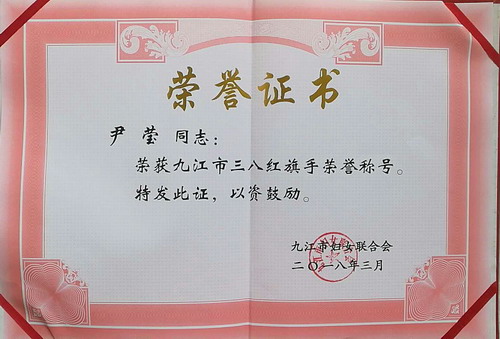 荣誉证书
尹 莹 同志：
荣获九江市三八红旗手荣誉称号。
特发此证，以资鼓励。
九江市妇女联合会
二〇一八年三月